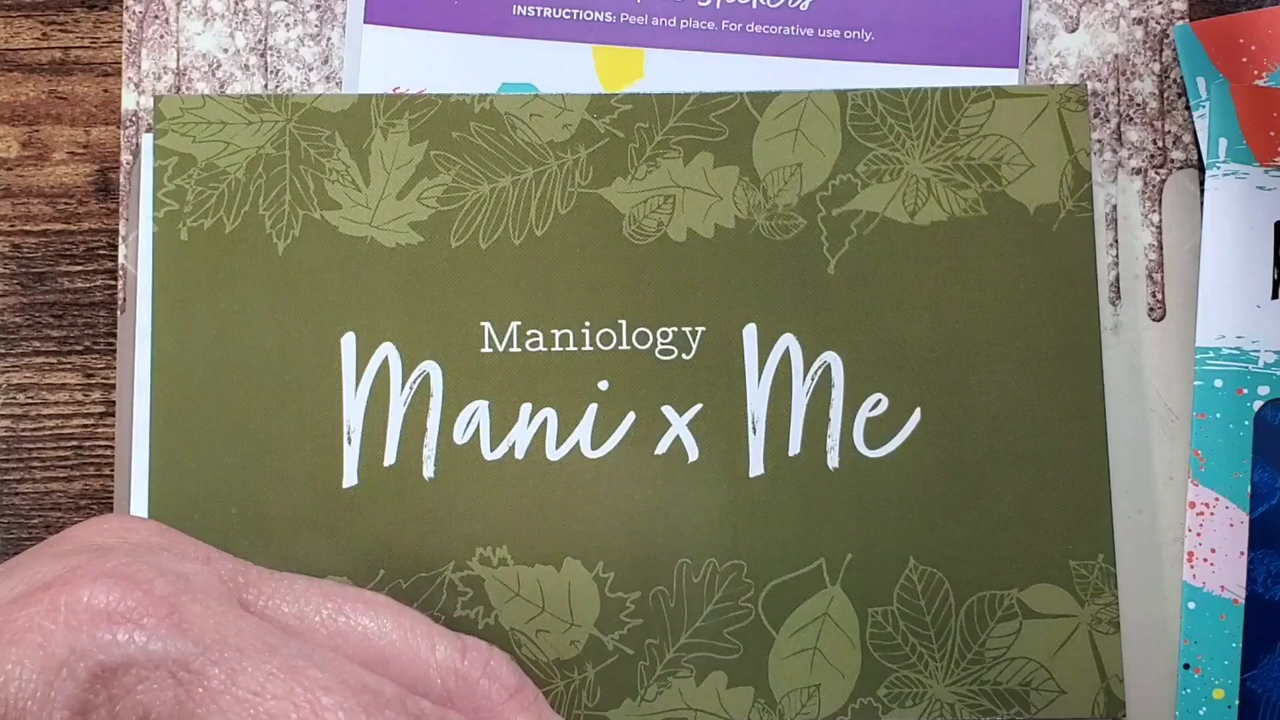 INSTRUCTIONS: Peel and place. For decorative use only.
Maniology
Mani x Me